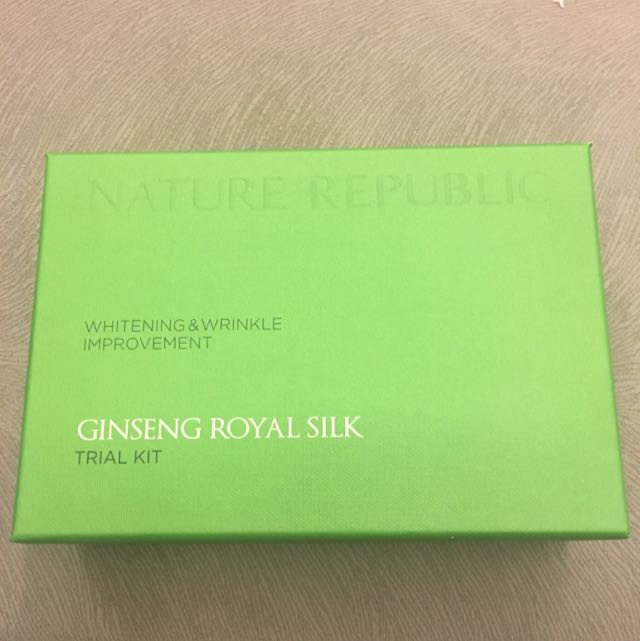 NATURE REPUBLIC
WHITENING & WRINKLE
IMPROVEMENT
GINSENG ROYAL SILK
TRIAL KIT